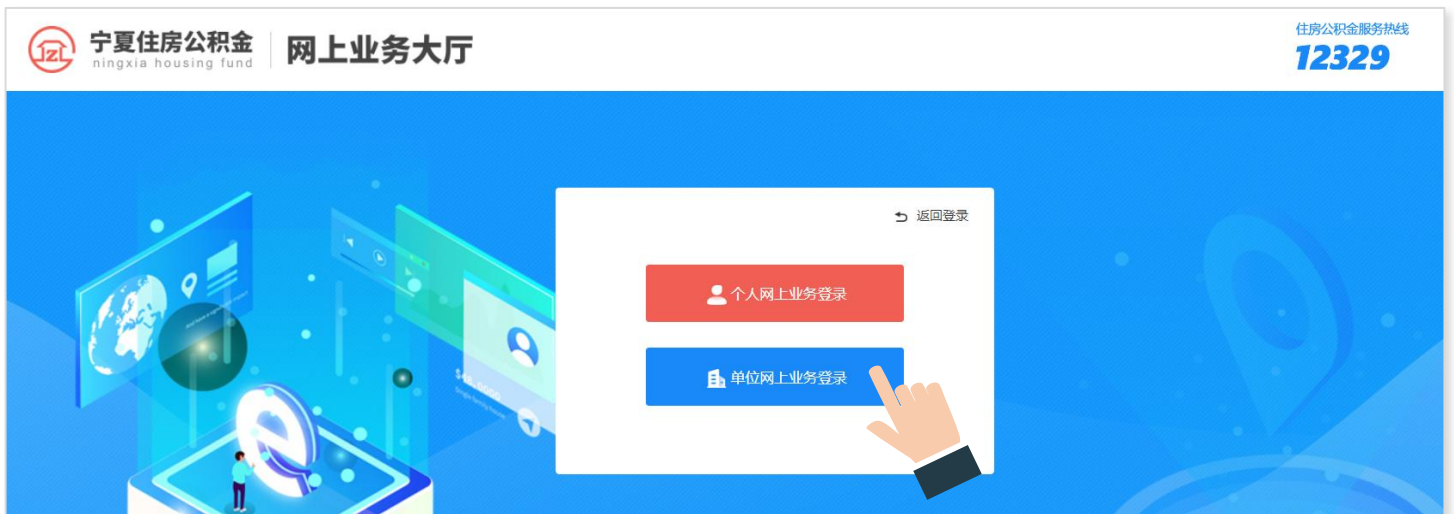 宁夏住房公积金
ningxia housing fund
网上业务大厅
住房公积金服务热线
12329
返回登录
个人网上业务登录
单位网上业务登录